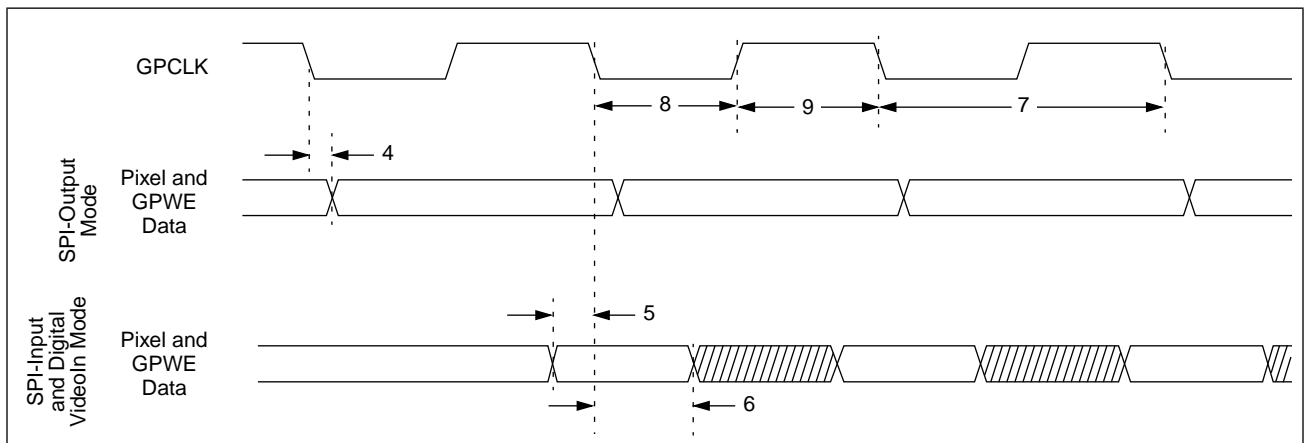 GPCLK
8
9
7
4
SPI-Output
Mode
Pixel and
GPWE
Data
5
SPI-Input
and Digital
VideoIn Mode
Pixel and
GPWE
Data
6